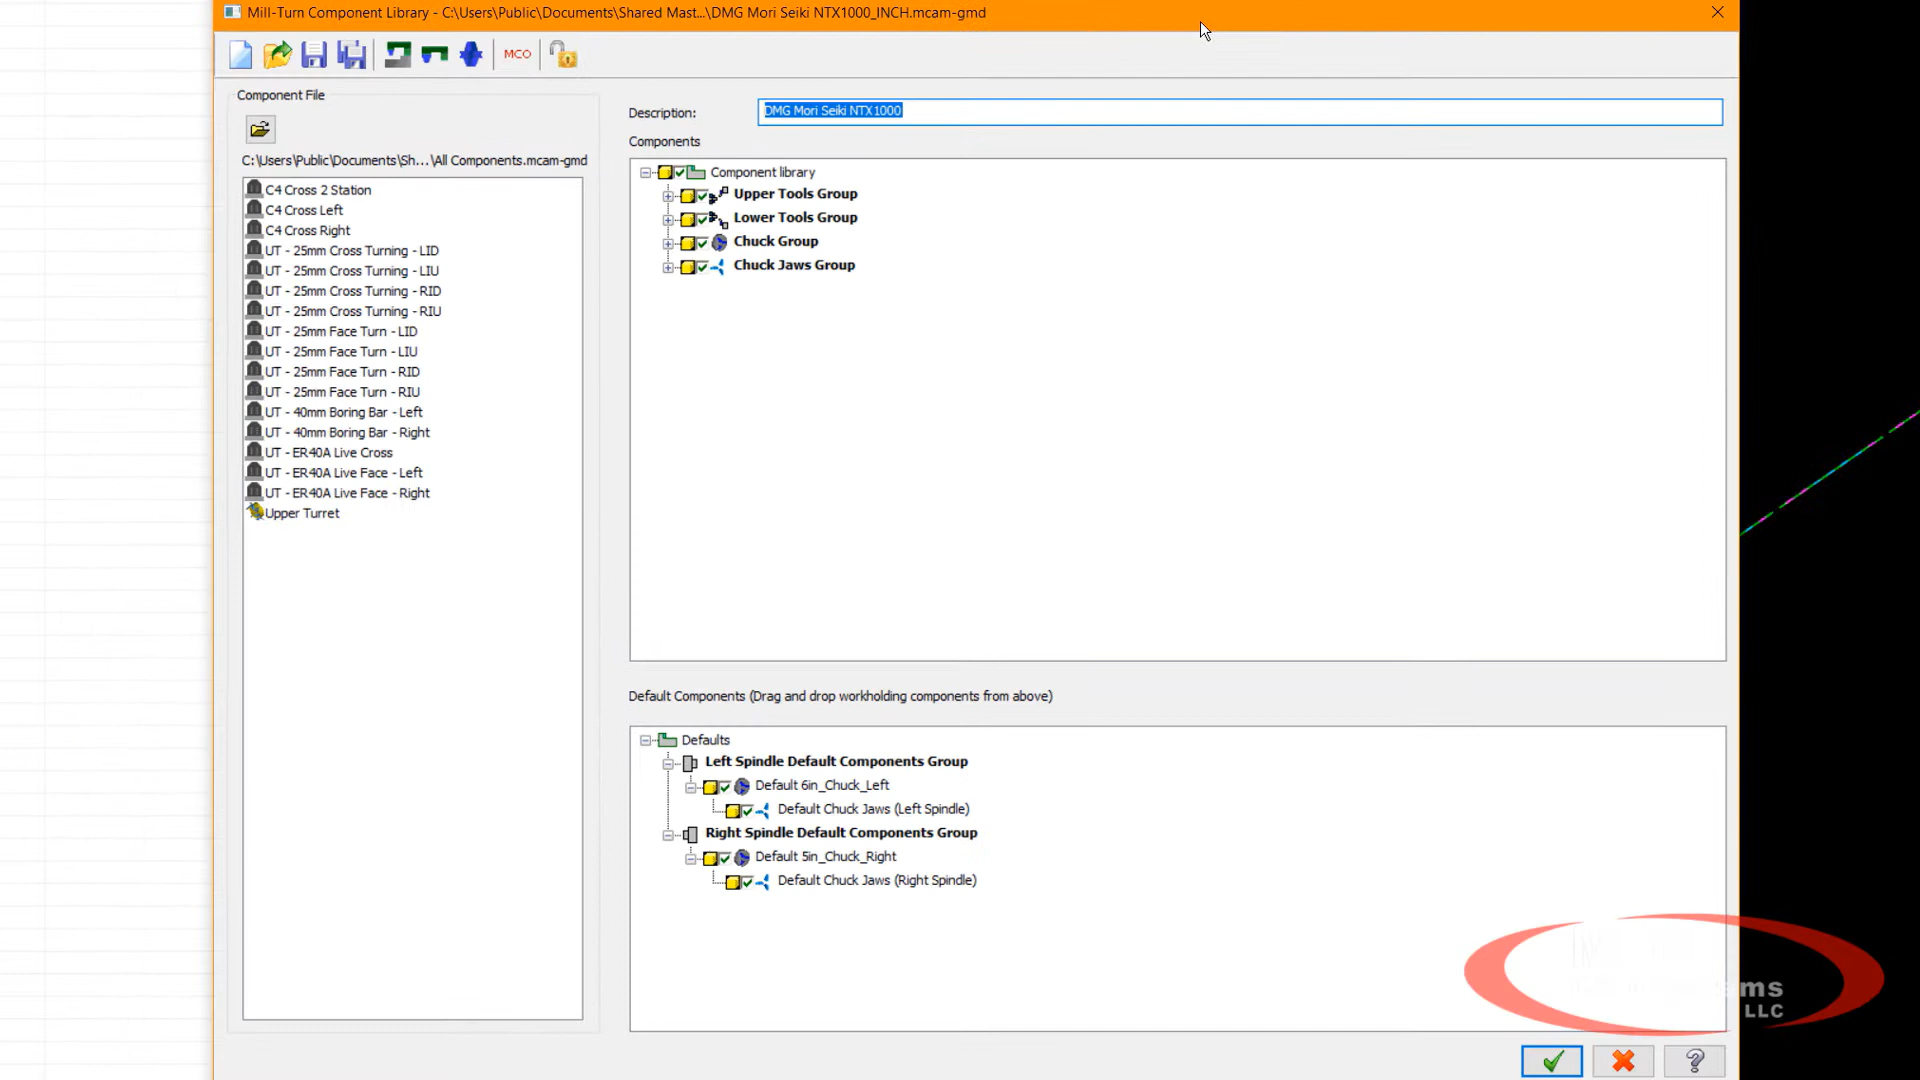 Mill-Turn Component Library - C:\Users\Public\Documents\Shared Mast...\DMG Mori Seiki NTX1000_INCH.mcam-gmd
MCO
Component File
C:\Users\Public\Documents\Sh...\All Components.mcam-gmd
C4 Cross 2 Station
C4 Cross Left
C4 Cross Right
UT - 25mm Cross Turning - LID
UT - 25mm Cross Turning - LIU
UT - 25mm Cross Turning - RID
UT - 25mm Cross Turning - RIU
UT - 25mm Face Turn - LID
UT - 25mm Face Turn - LIU
UT - 25mm Face Turn - RID
UT - 25mm Face Turn - RIU
UT - 40mm Boring Bar - Left
UT - 40mm Boring Bar - Right
UT - ER40A Live Cross
UT - ER40A Live Face - Left
UT - ER40A Live Face - Right
Upper Turret
Description: DMG Mori Seiki NTX1000
Components
Component library
Upper Tools Group
Lower Tools Group
Chuck Group
Chuck Jaws Group
Default Components (Drag and drop workholding components from above)
Defaults
Left Spindle Default Components Group
Default 6in_Chuck_Left
Default Chuck Jaws (Left Spindle)
Right Spindle Default Components Group
Default 5in_Chuck_Right
Default Chuck Jaws (Right Spindle)
LLC